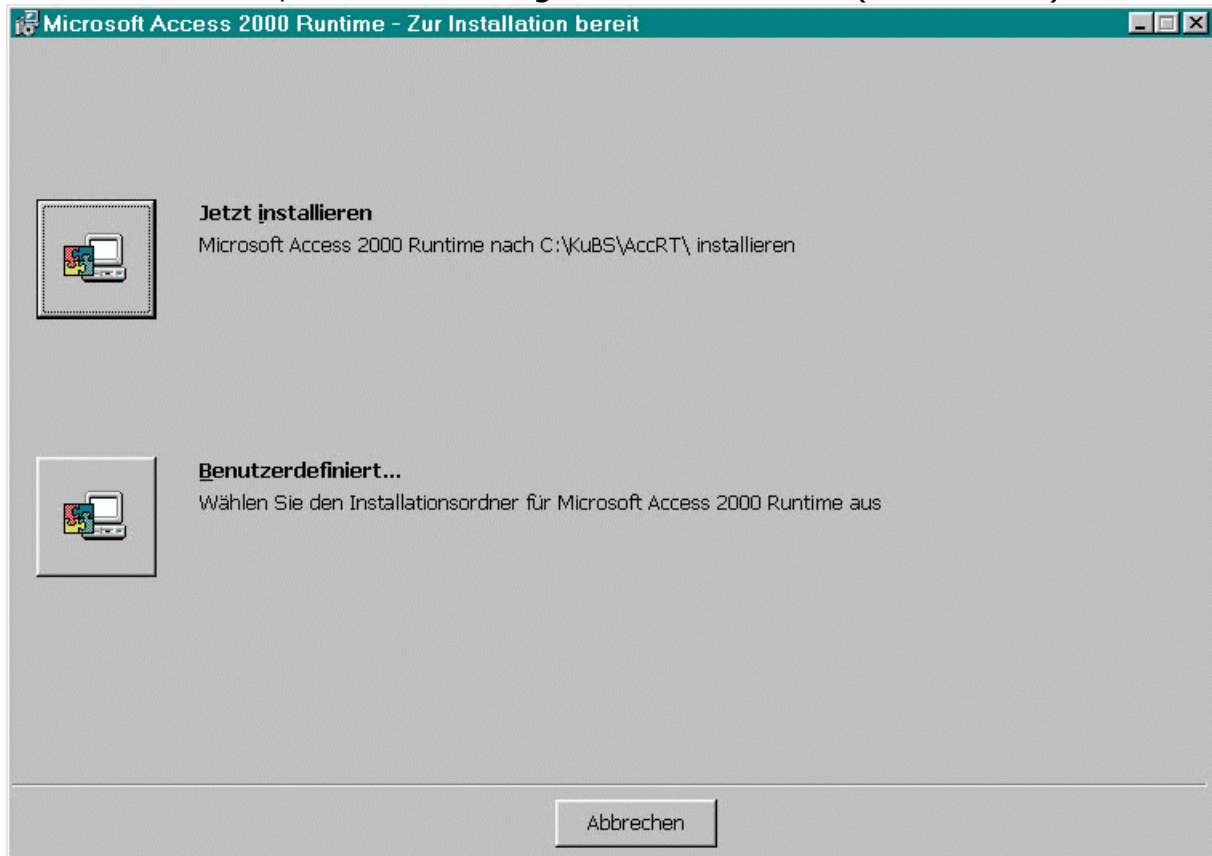 Microsoft Access 2000 Runtime - Zur Installation bereit
Jetzt installieren
Microsoft Access 2000 Runtime nach C:\KuBS\AccRT\ installieren
Benutzerdefiniert...
Wählen Sie den Installationsordner für Microsoft Access 2000 Runtime aus
Abbrechen